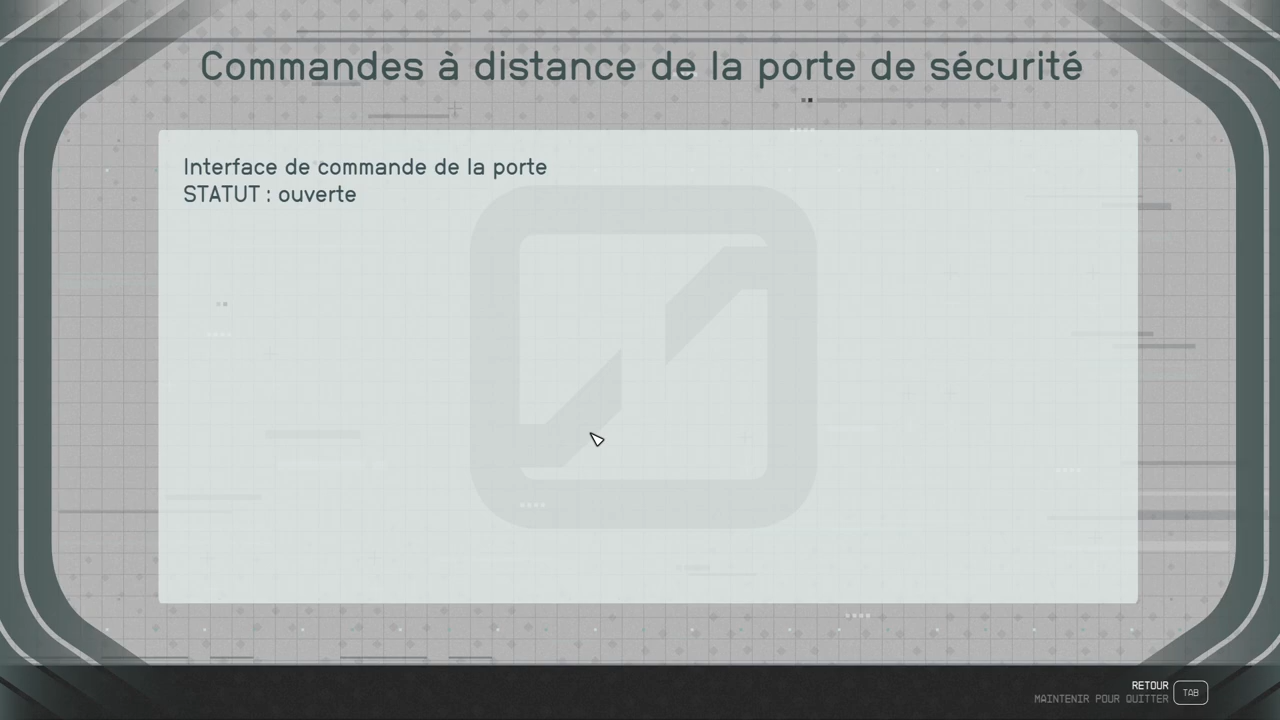 Commandes à distance de la porte de sécurité
Interface de commande de la porte
STATUT : ouverte
RETOUR
MAINTENIR POUR QUITTER
TAB